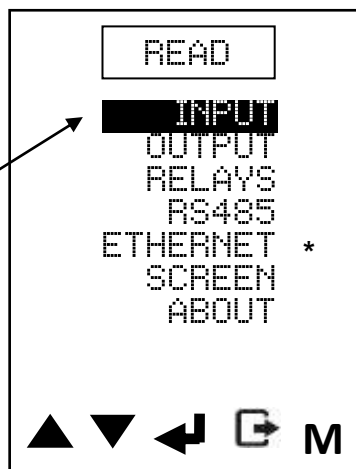 READ
INPUT
OUTPUT
RELAYS
RS485
ETHERNET *
SCREEN
ABOUT
M